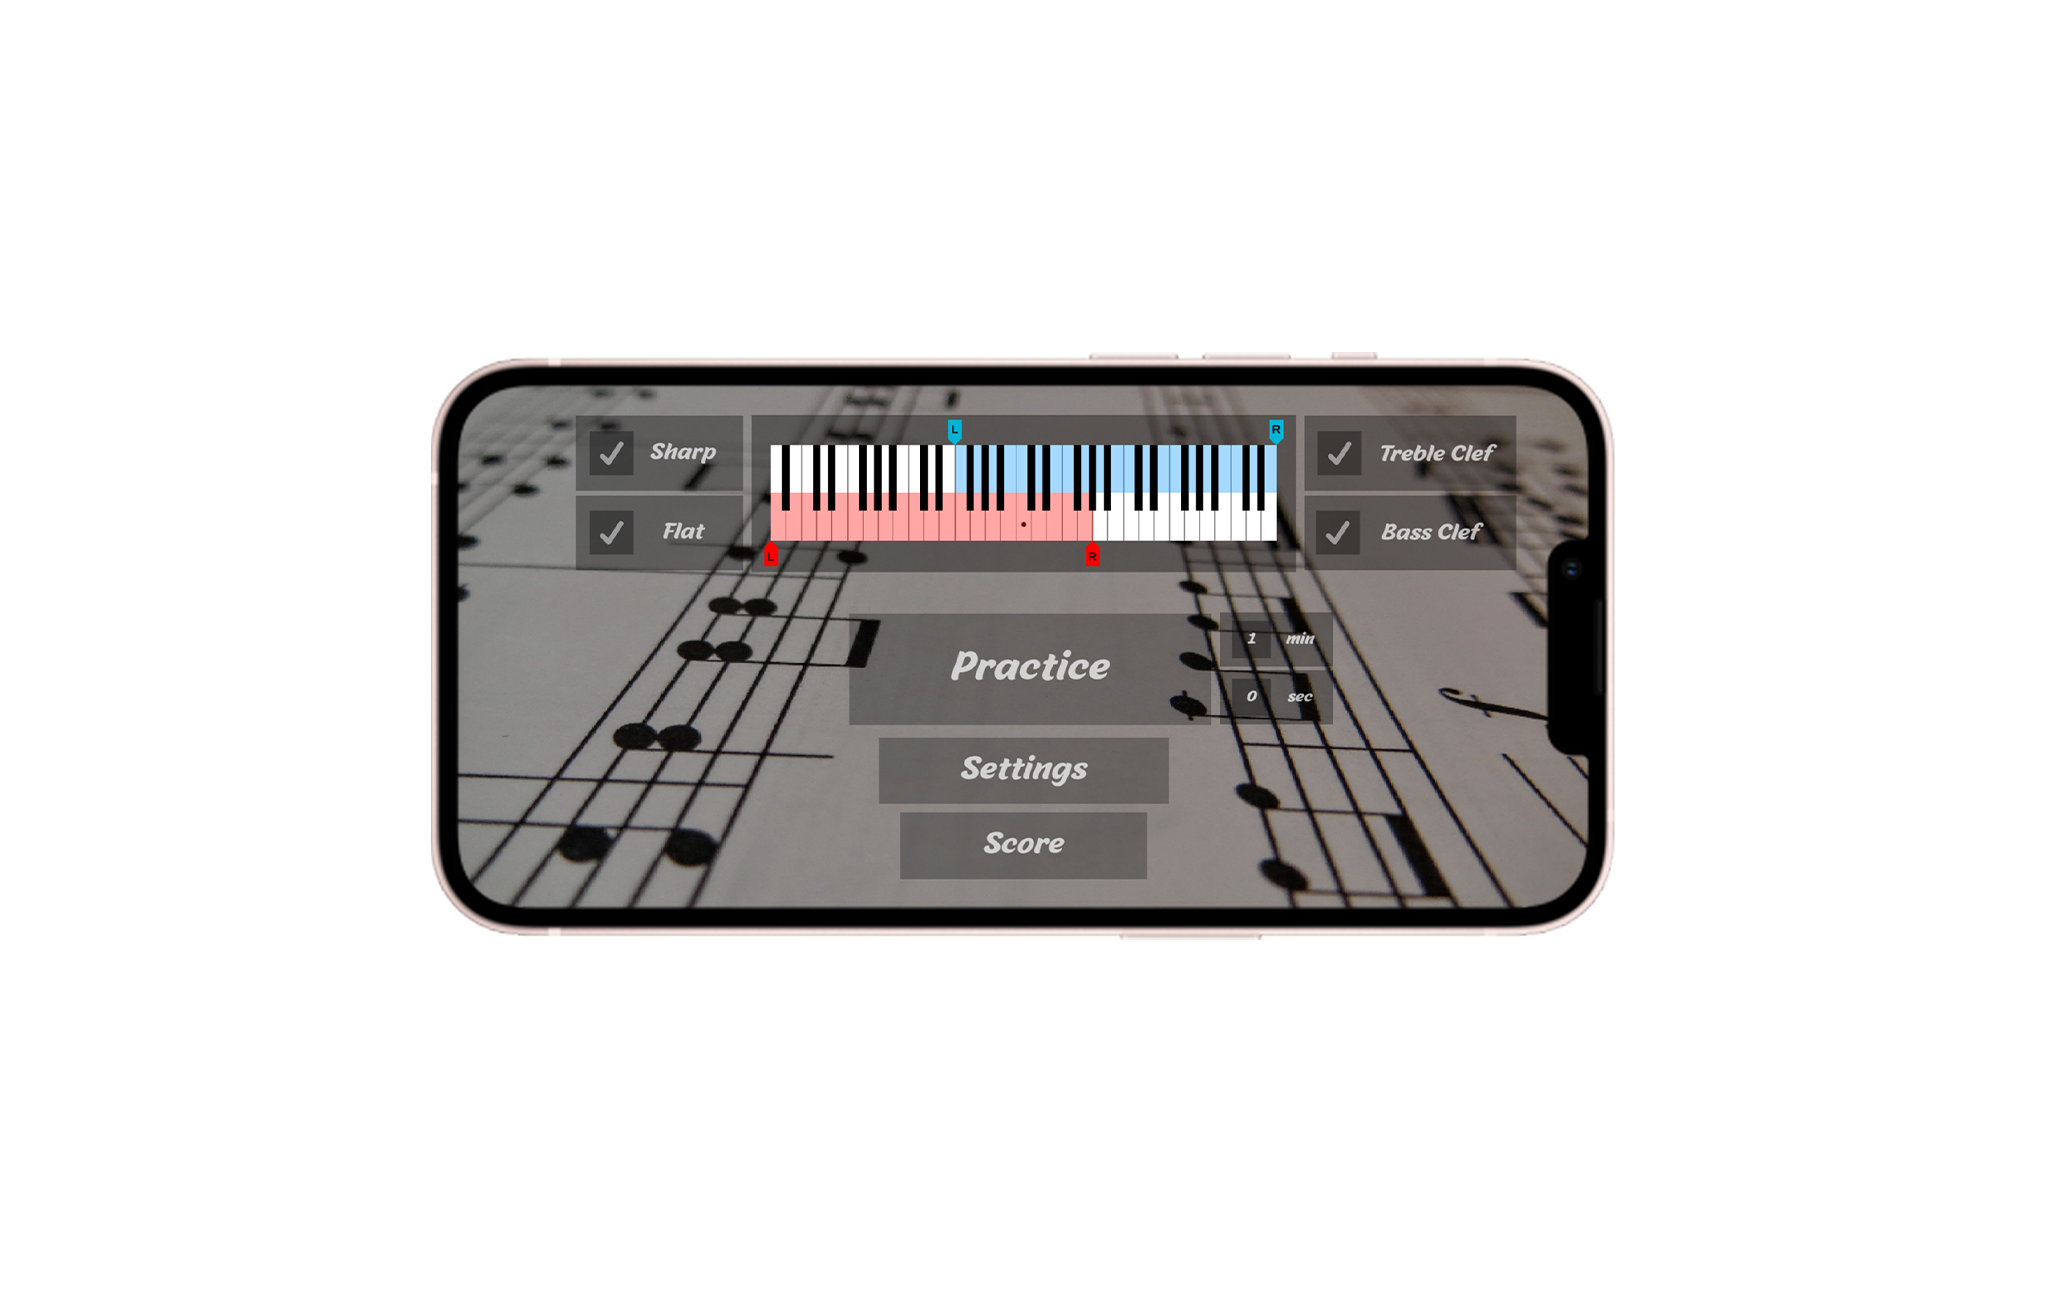 L
R
Sharp
Treble Clef
Flat
Bass Clef
L
R
Practice
1 min
0 sec
Settings
Score